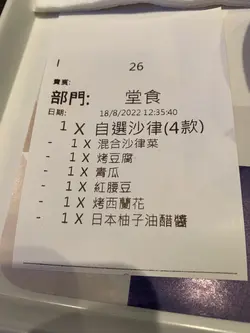 I 26
賣賓:
部門: 堂食
日期: 18/8/2022 12:35:40
1 X 自選沙律(4款)
- 1 X 混合沙律菜
- 1 X 烤豆腐
- 1 X 青瓜
- 1 X 紅腰豆
- 1 X 烤西蘭花
- 1 X 日本柚子油醋醬